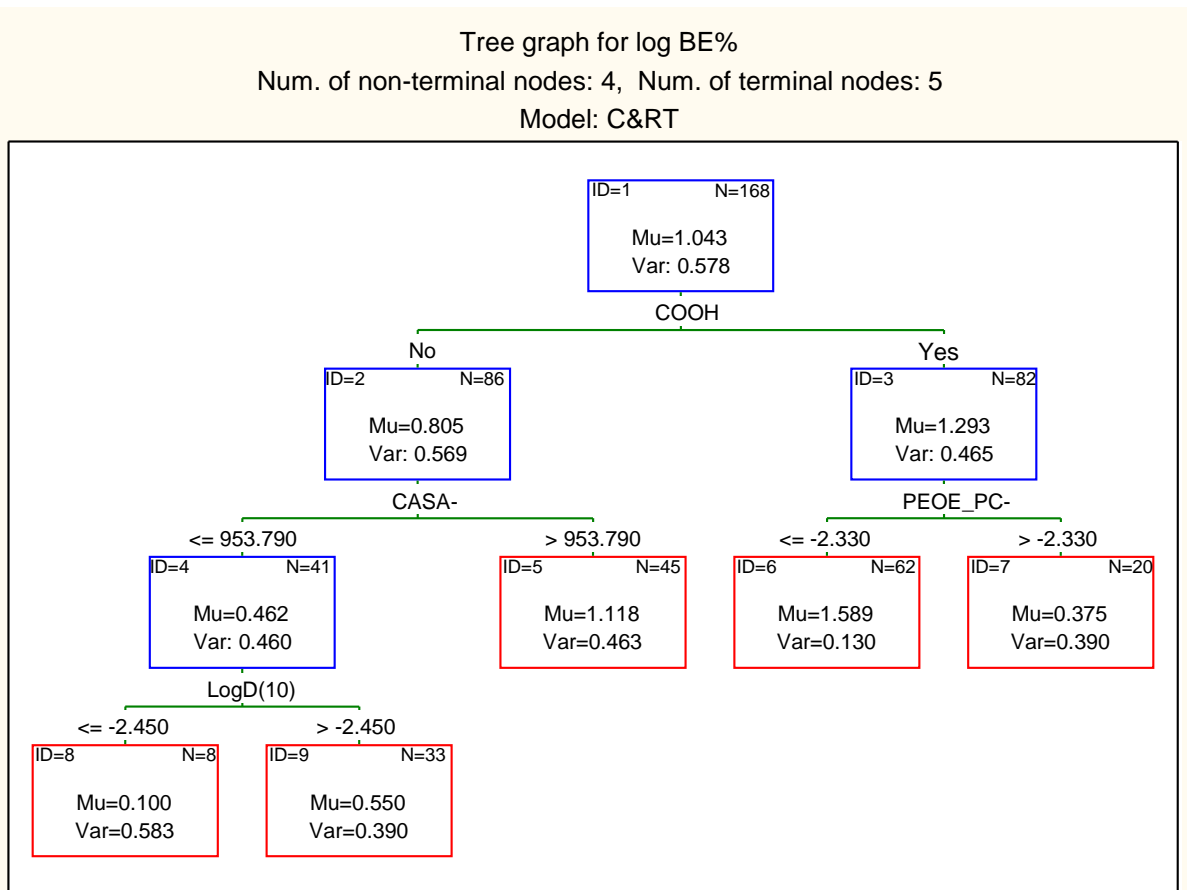 Tree graph for log BE%
Num. of non-terminal nodes: 4,  Num. of terminal nodes: 5
Model: C&RT
ID=1 N=168
Mu=1.043
Var: 0.578
COOH
No Yes
ID=2 N=86
Mu=0.805
Var: 0.569
ID=3 N=82
Mu=1.293
Var: 0.465
CASA- PEOE_PC-
<= 953.790 > 953.790 <= -2.330 > -2.330
ID=4 N=41
Mu=0.462
Var: 0.460
ID=5 N=45
Mu=1.118
Var=0.463
ID=6 N=62
Mu=1.589
Var=0.130
ID=7 N=20
Mu=0.375
Var=0.390
LogD(10)
<= -2.450 > -2.450
ID=8 N=8
Mu=0.100
Var=0.583
ID=9 N=33
Mu=0.550
Var=0.390